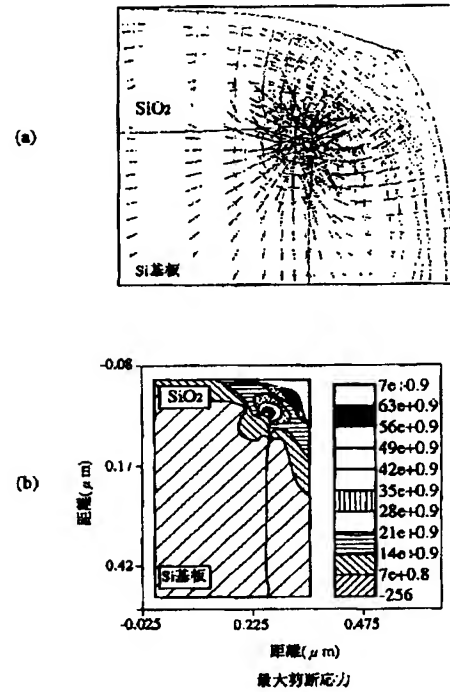 (a)
SiO₂
Si基板
(b)
-0.08
0.17
0.42
距離(μm)
SiO₂
Si基板
-0.025
0.225
0.475
距離(μm)
最大剪断応力
7e+0.9
63e+0.9
56e+0.9
49e+0.9
42e+0.9
35e+0.9
28e+0.9
21e+0.9
14e+0.9
7e+0.8
-256